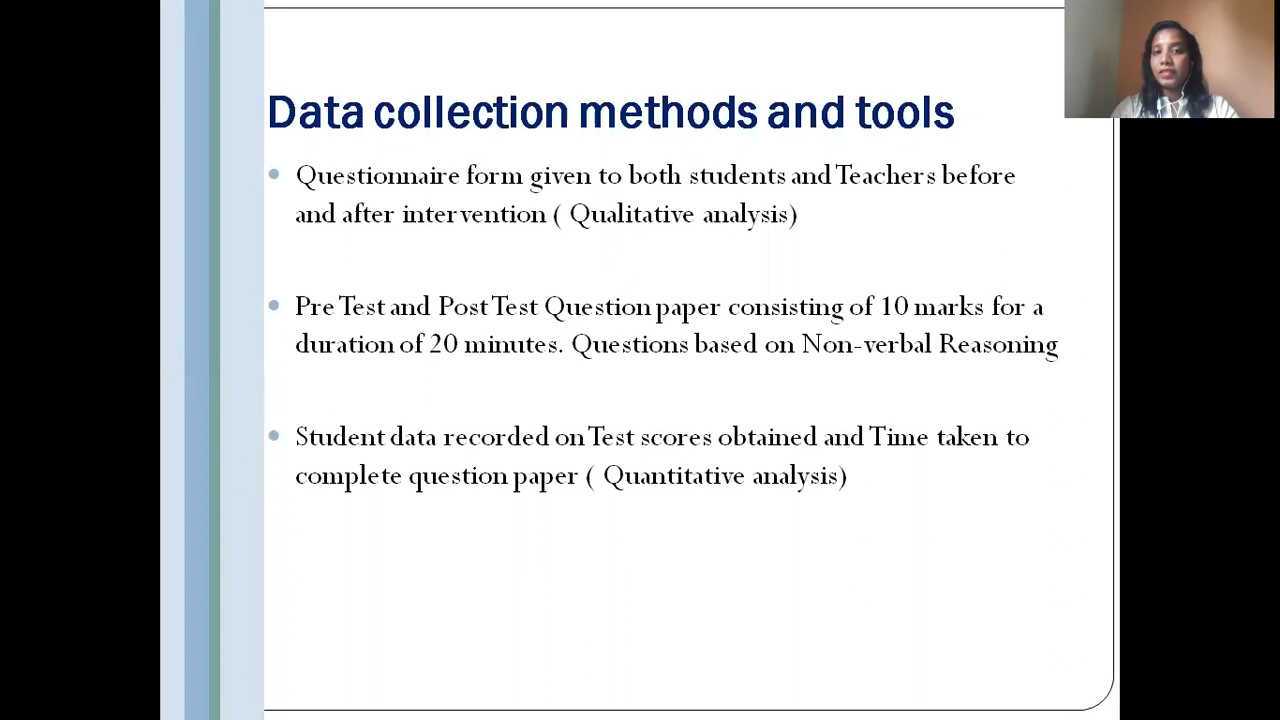 Data collection methods and tools
Questionnaire form given to both students and Teachers before
and after intervention ( Qualitative analysis)
Pre Test and Post Test Question paper consisting of 10 marks for a
duration of 20 minutes. Questions based on Non-verbal Reasoning
Student data recorded on Test scores obtained and Time taken to
complete question paper ( Quantitative analysis)